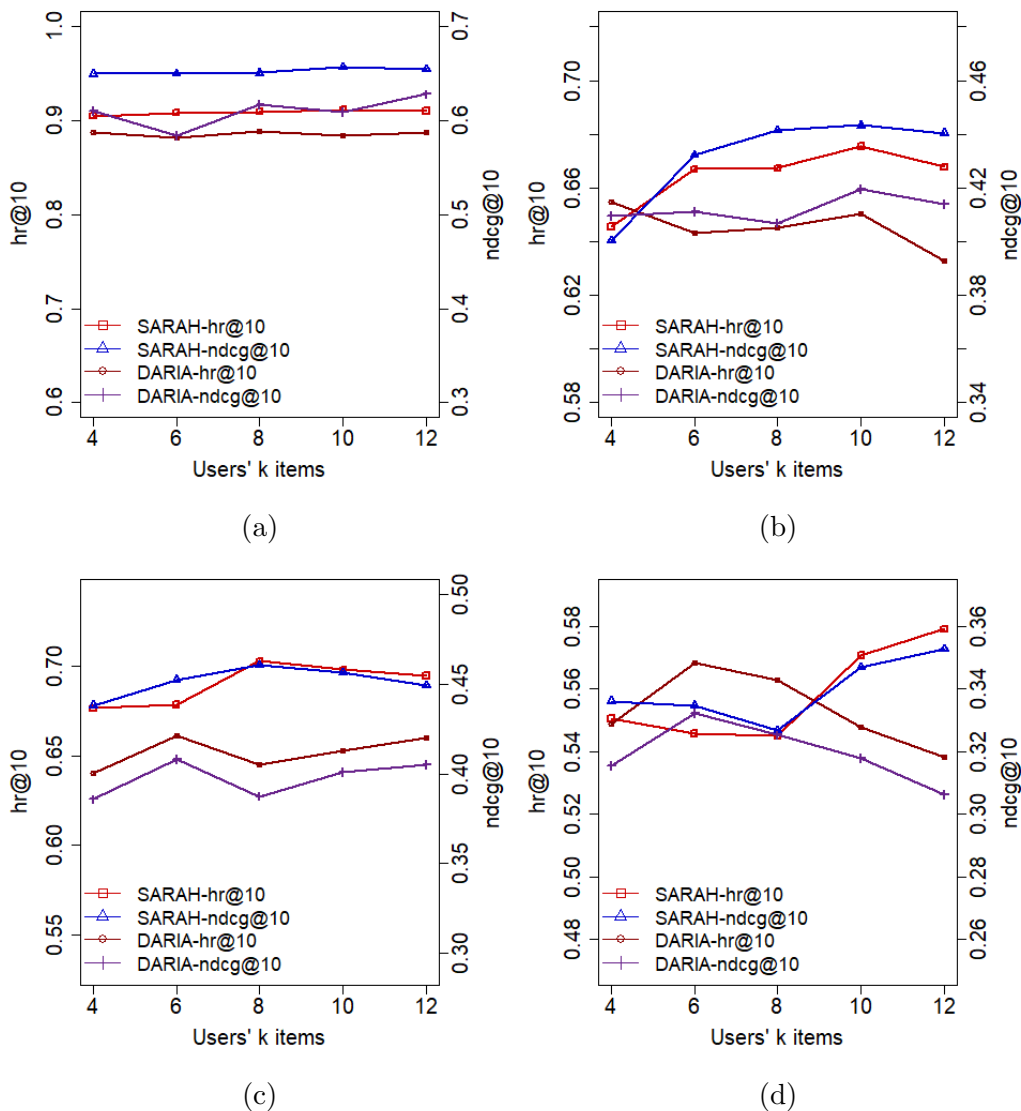 1.0
0.9
0.8
0.7
0.6
hr@10
0.7
0.6
0.5
0.4
0.3
ndcg@10
SARAH-hr@10
SARAH-ndcg@10
DARIA-hr@10
DARIA-ndcg@10
4 6 8 10 12
Users' k items
(a)
0.70
0.66
0.62
0.58
hr@10
0.46
0.42
0.38
0.34
ndcg@10
SARAH-hr@10
SARAH-ndcg@10
DARIA-hr@10
DARIA-ndcg@10
4 6 8 10 12
Users' k items
(b)
0.70
0.65
0.60
0.55
hr@10
0.50
0.45
0.40
0.35
0.30
ndcg@10
SARAH-hr@10
SARAH-ndcg@10
DARIA-hr@10
DARIA-ndcg@10
4 6 8 10 12
Users' k items
(c)
0.58
0.56
0.54
0.52
0.50
0.48
hr@10
0.36
0.34
0.32
0.30
0.28
0.26
ndcg@10
SARAH-hr@10
SARAH-ndcg@10
DARIA-hr@10
DARIA-ndcg@10
4 6 8 10 12
Users' k items
(d)